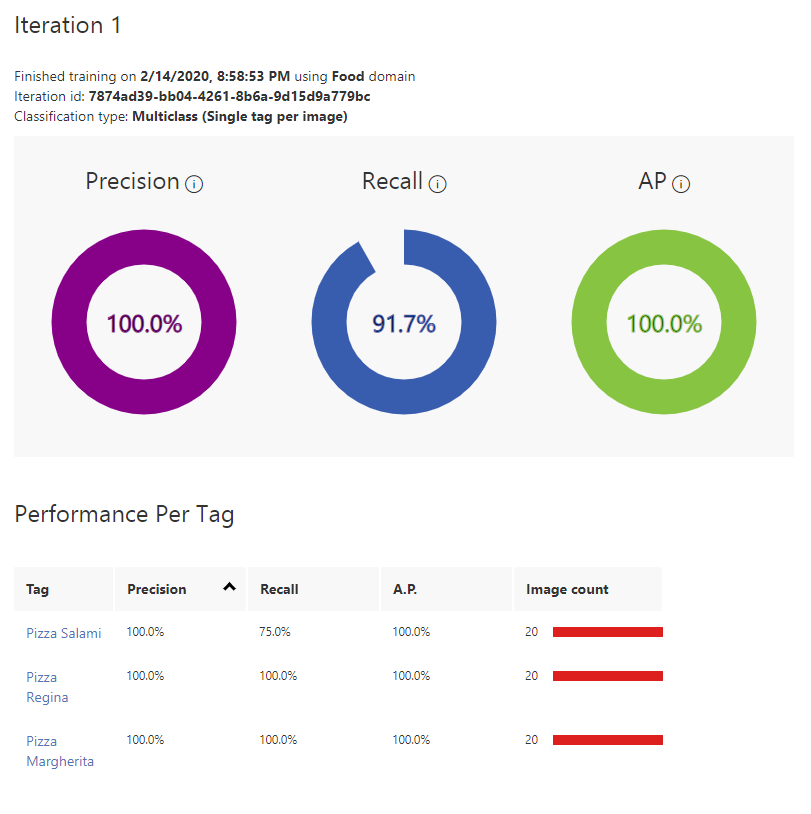 Iteration 1
Finished training on 2/14/2020, 8:58:53 PM using Food domain
Iteration id: 7874ad39-bb04-4261-8b6a-9d15d9a779bc
Classification type: Multiclass (Single tag per image)
Precision i Recall i AP i
100.0% 91.7% 100.0%
Performance Per Tag
Tag Precision Recall A.P. Image count
Pizza Salami 100.0% 75.0% 100.0% 20
Pizza 100.0% 100.0% 100.0% 20
Regina
Pizza 100.0% 100.0% 100.0% 20
Margherita